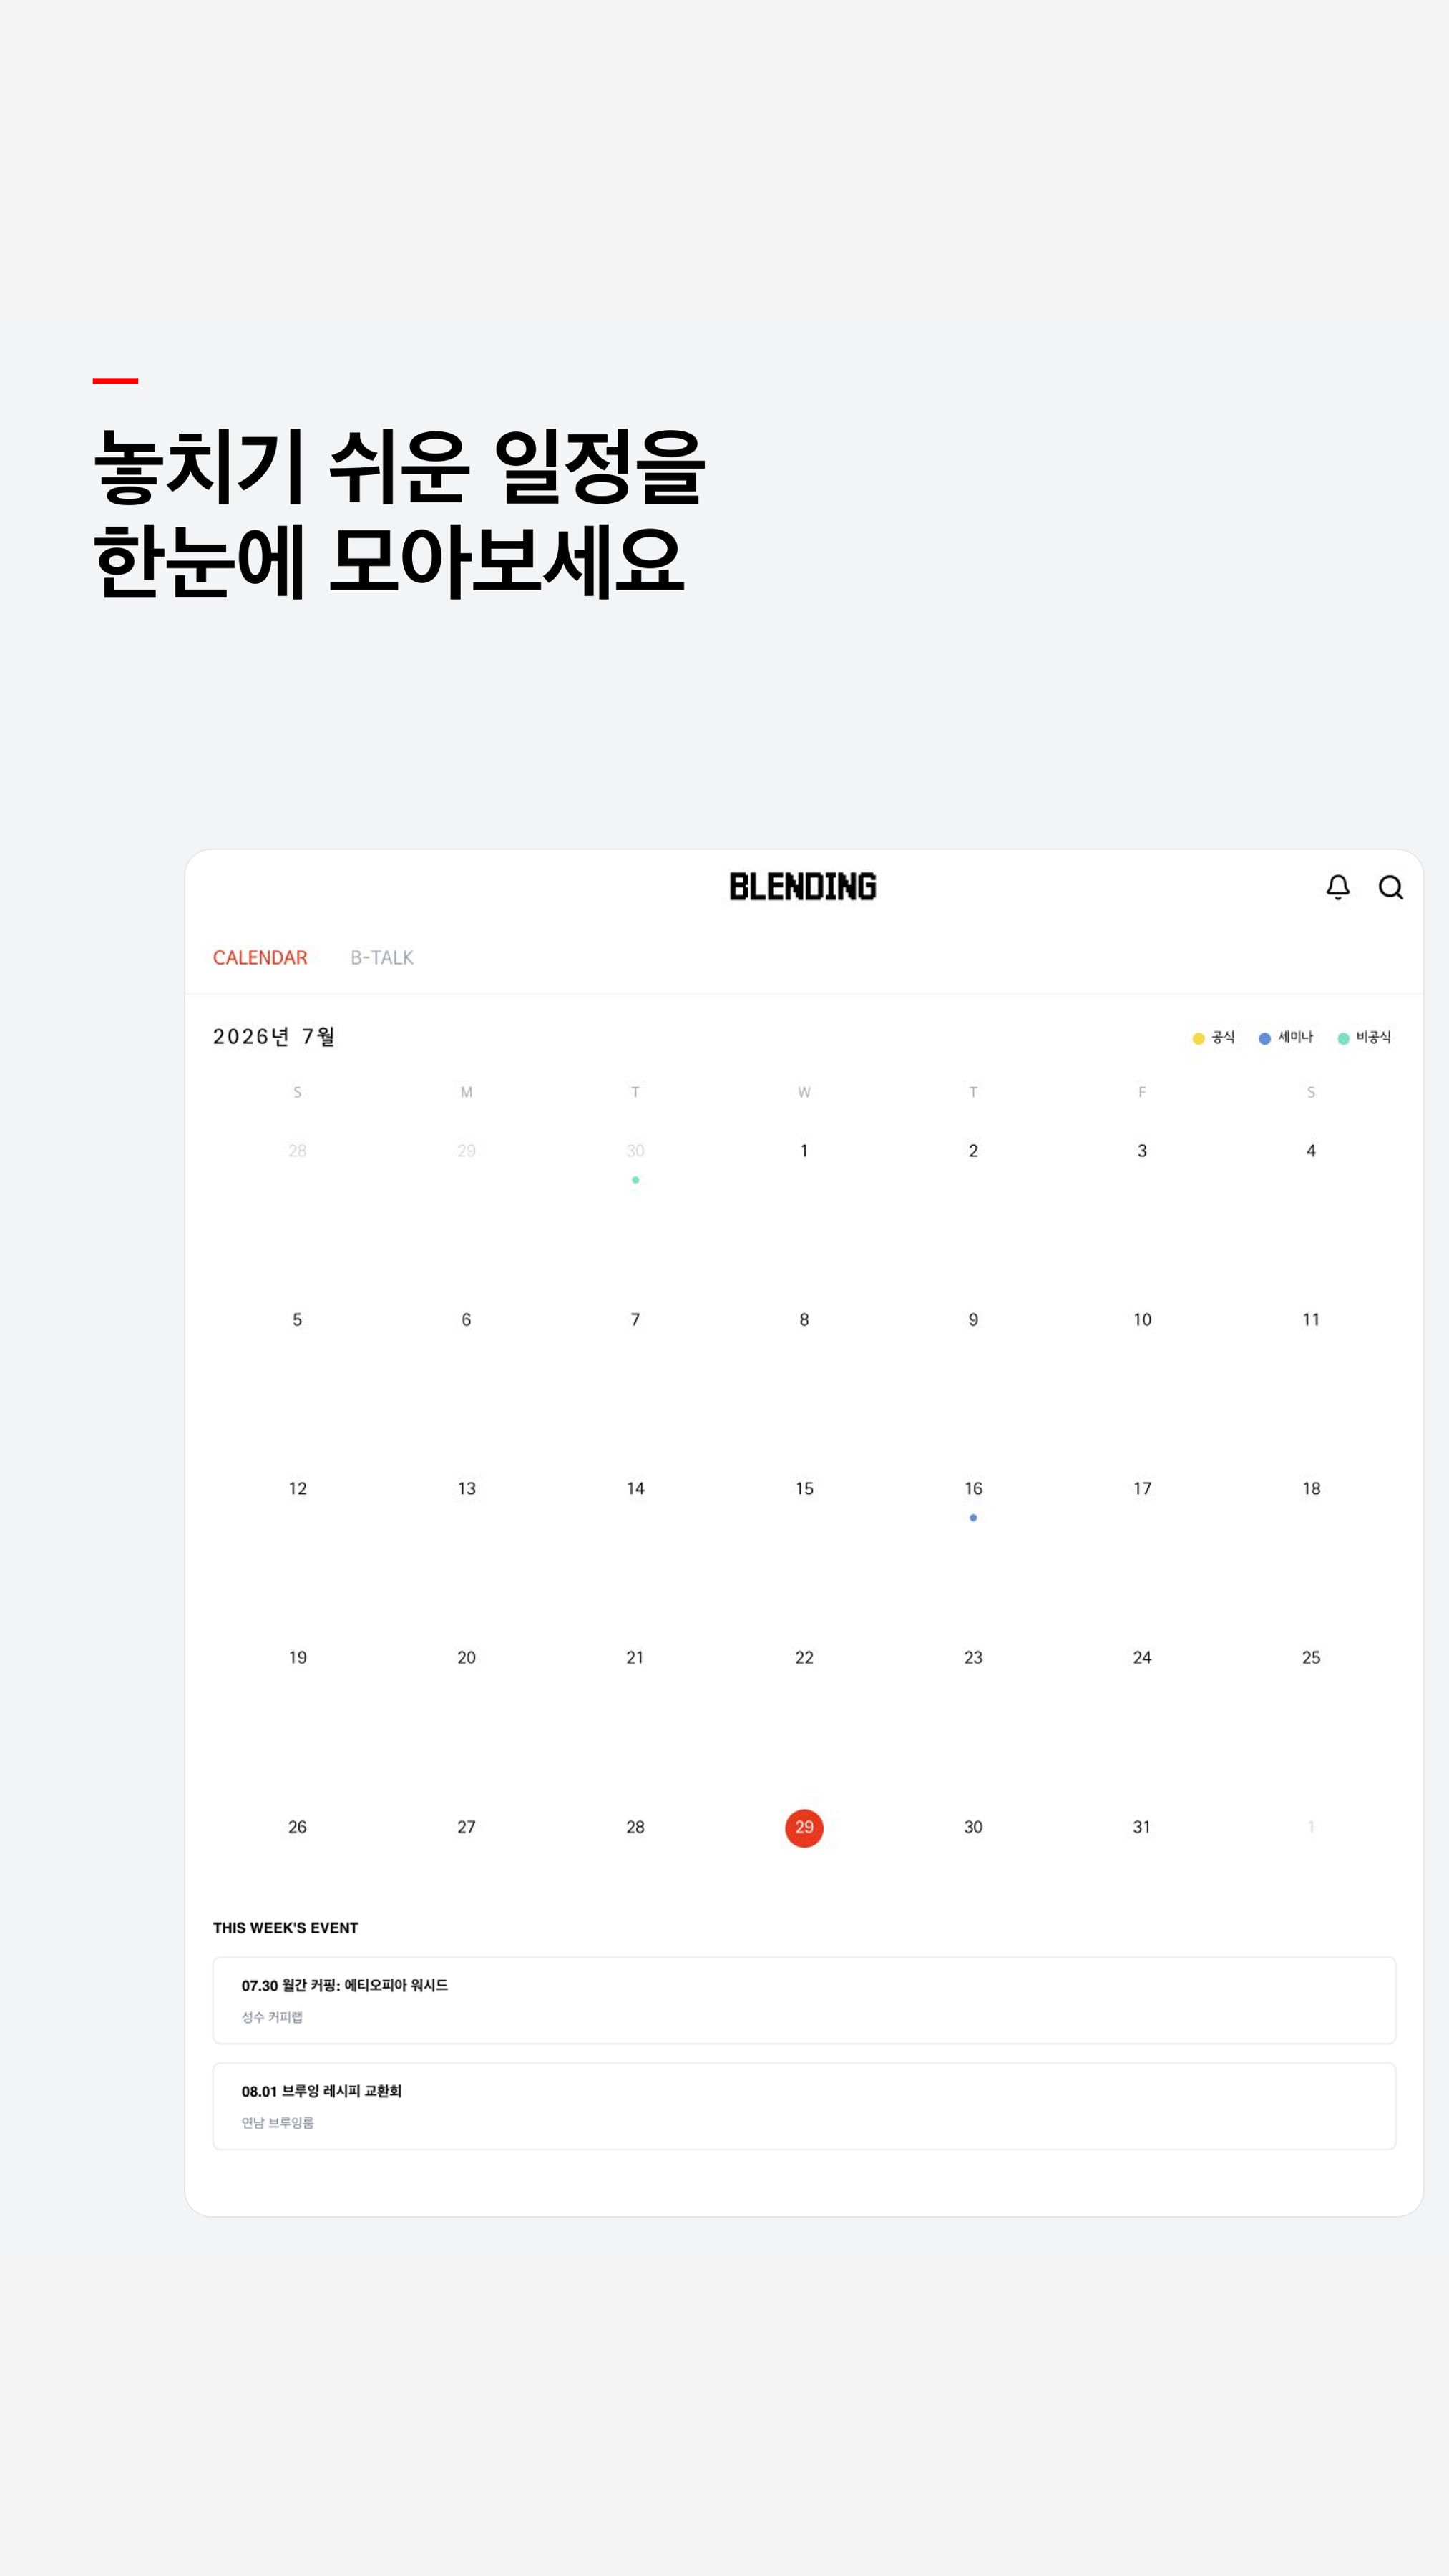 놓치기 쉬운 일정을
한눈에 모아보세요
BLENDING
CALENDAR B-TALK
2026년 7월
공식 세미나 비공식
S M T W T F S
28 29 30 1 2 3 4
5 6 7 8 9 10 11
12 13 14 15 16 17 18
19 20 21 22 23 24 25
26 27 28 29 30 31 1
THIS WEEK'S EVENT
07.30 월간 커핑: 에티오피아 워시드
성수 커피랩
08.01 브루잉 레시피 교환회
연남 브루잉룸